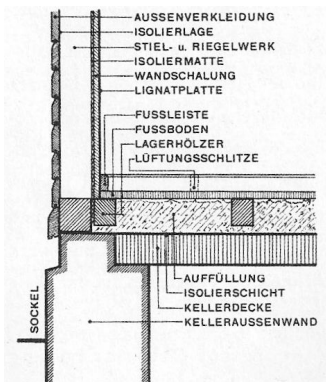 AUSSENVERKLEIDUNG
ISOLIERLAGE
STIEL- u. RIEGELWERK
ISOLIERMATTE
WANDSCHALUNG
LIGNATPLATTE
FUSSLEISTE
FUSSBODEN
LAGERHÖLZER
LÜFTUNGSSCHLITZE
AUFFÜLLUNG
ISOLIERSCHICHT
KELLERDECKE
KELLERAUSSENWAND
SOCKEL